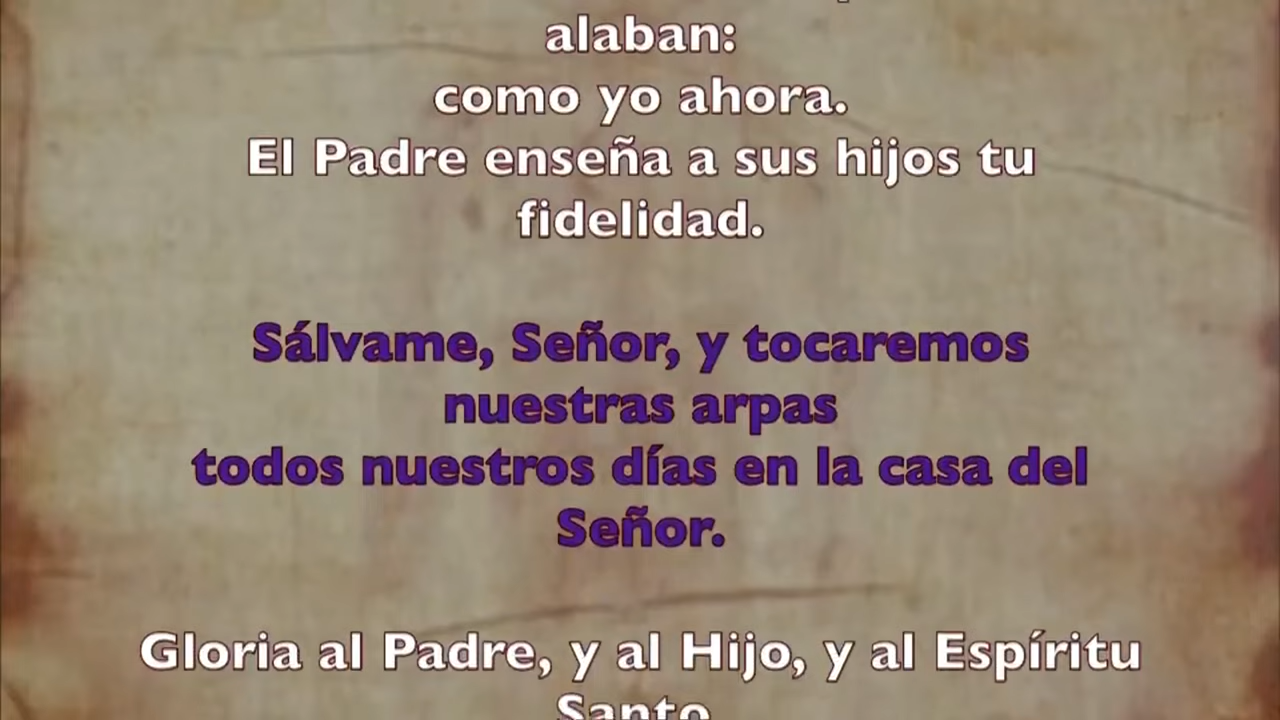 alaban:
como yo ahora.
El Padre enseña a sus hijos tu
fidelidad.
Sálvame, Señor, y tocaremos
nuestras arpas
todos nuestros días en la casa del
Señor.
Gloria al Padre, y al Hijo, y al Espíritu
Santo